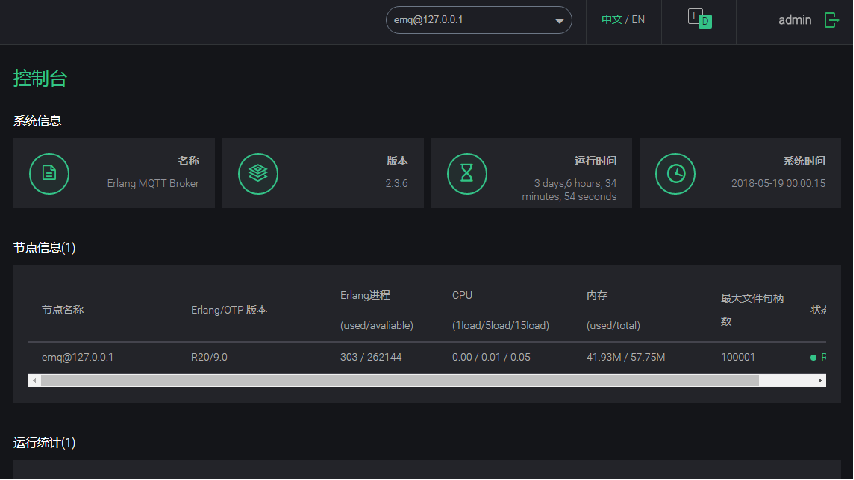 emq@127.0.0.1
中文 / EN
admin
控制台
系统信息
名称
Erlang MQTT Broker
版本
2.3.6
运行时间
3 days,6 hours, 34
minutes, 54 seconds
系统时间
2018-05-19 00:00:15
节点信息(1)
节点名称
Erlang/OTP 版本
Erlang进程
(used/avaliable)
CPU
(1load/5load/15load)
内存
(used/total)
最大文件句柄
数
状态
emq@127.0.0.1
R20/9.0
303 / 262144
0.00 / 0.01 / 0.05
41.93M / 57.75M
100001
R
运行统计(1)